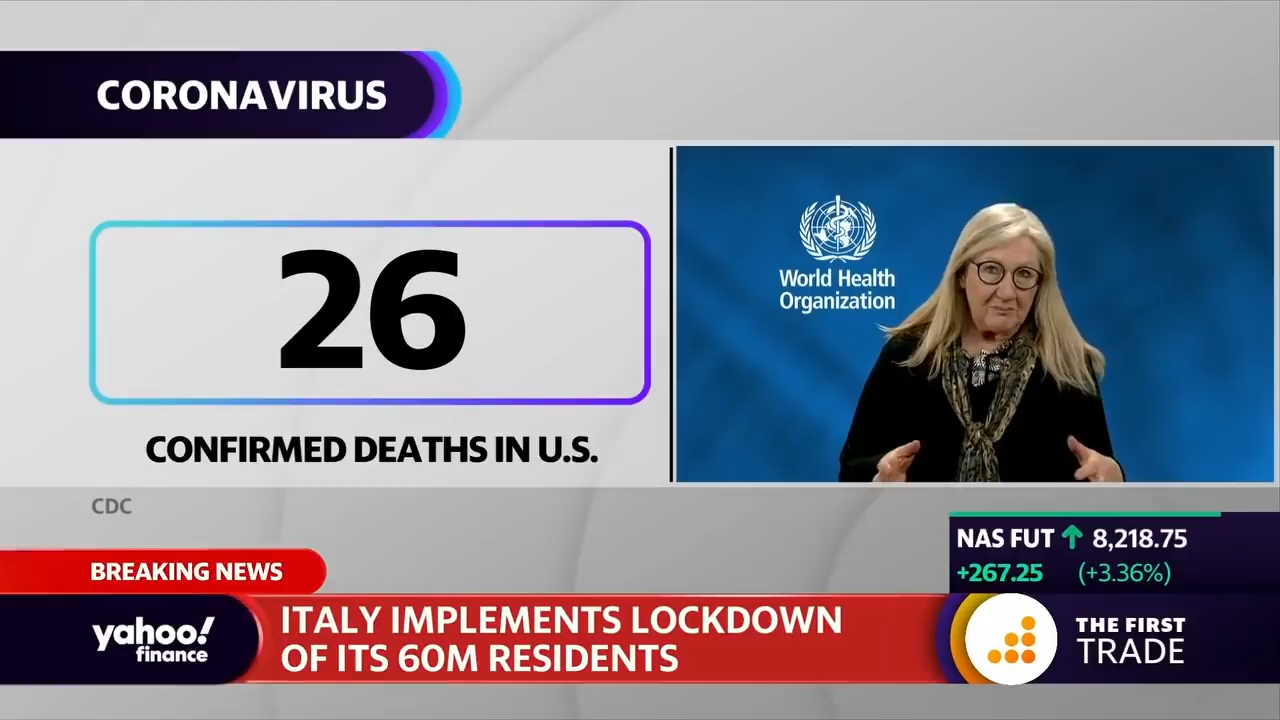 CORONAVIRUS
26
CONFIRMED DEATHS IN U.S.
CDC
World Health
Organization
NAS FUT ↑ 8,218.75
+267.25 (+3.36%)
BREAKING NEWS
yahoo!
finance
ITALY IMPLEMENTS LOCKDOWN
OF ITS 60M RESIDENTS
THE FIRST
TRADE